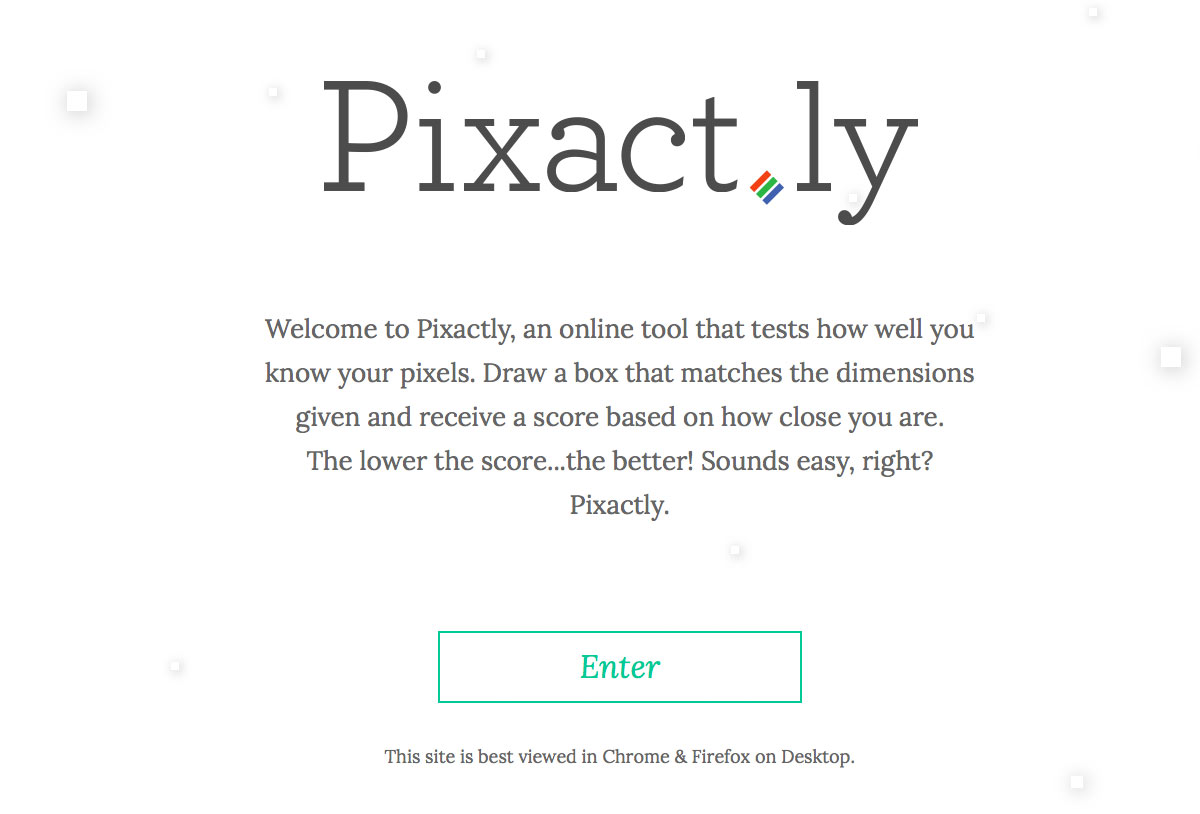 Pixact.ly
Welcome to Pixactly, an online tool that tests how well you
know your pixels. Draw a box that matches the dimensions
given and receive a score based on how close you are.
The lower the score...the better! Sounds easy, right?
Pixactly.
Enter
This site is best viewed in Chrome & Firefox on Desktop.